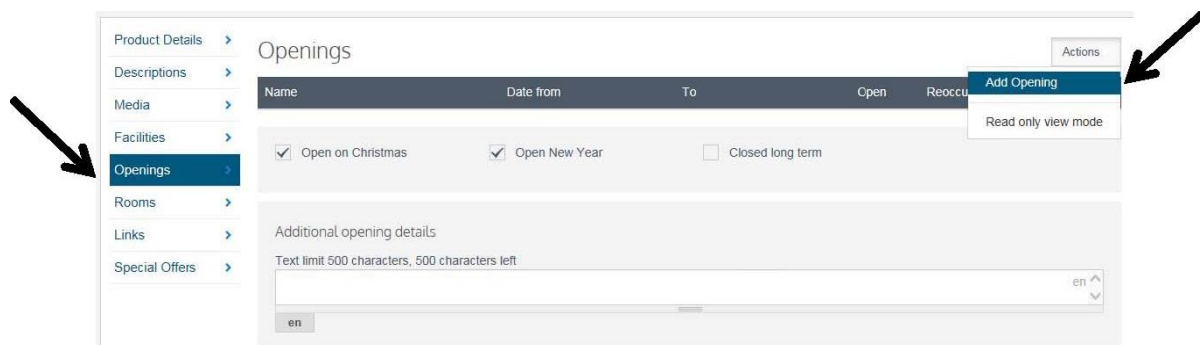 Product Details
Descriptions
Media
Facilities
Openings
Rooms
Links
Special Offers
Openings
Actions
Add Opening
Read only view mode
Name Date from To Open
Open on Christmas Open New Year Closed long term
Additional opening details
Text limit 500 characters, 500 characters left
en
en